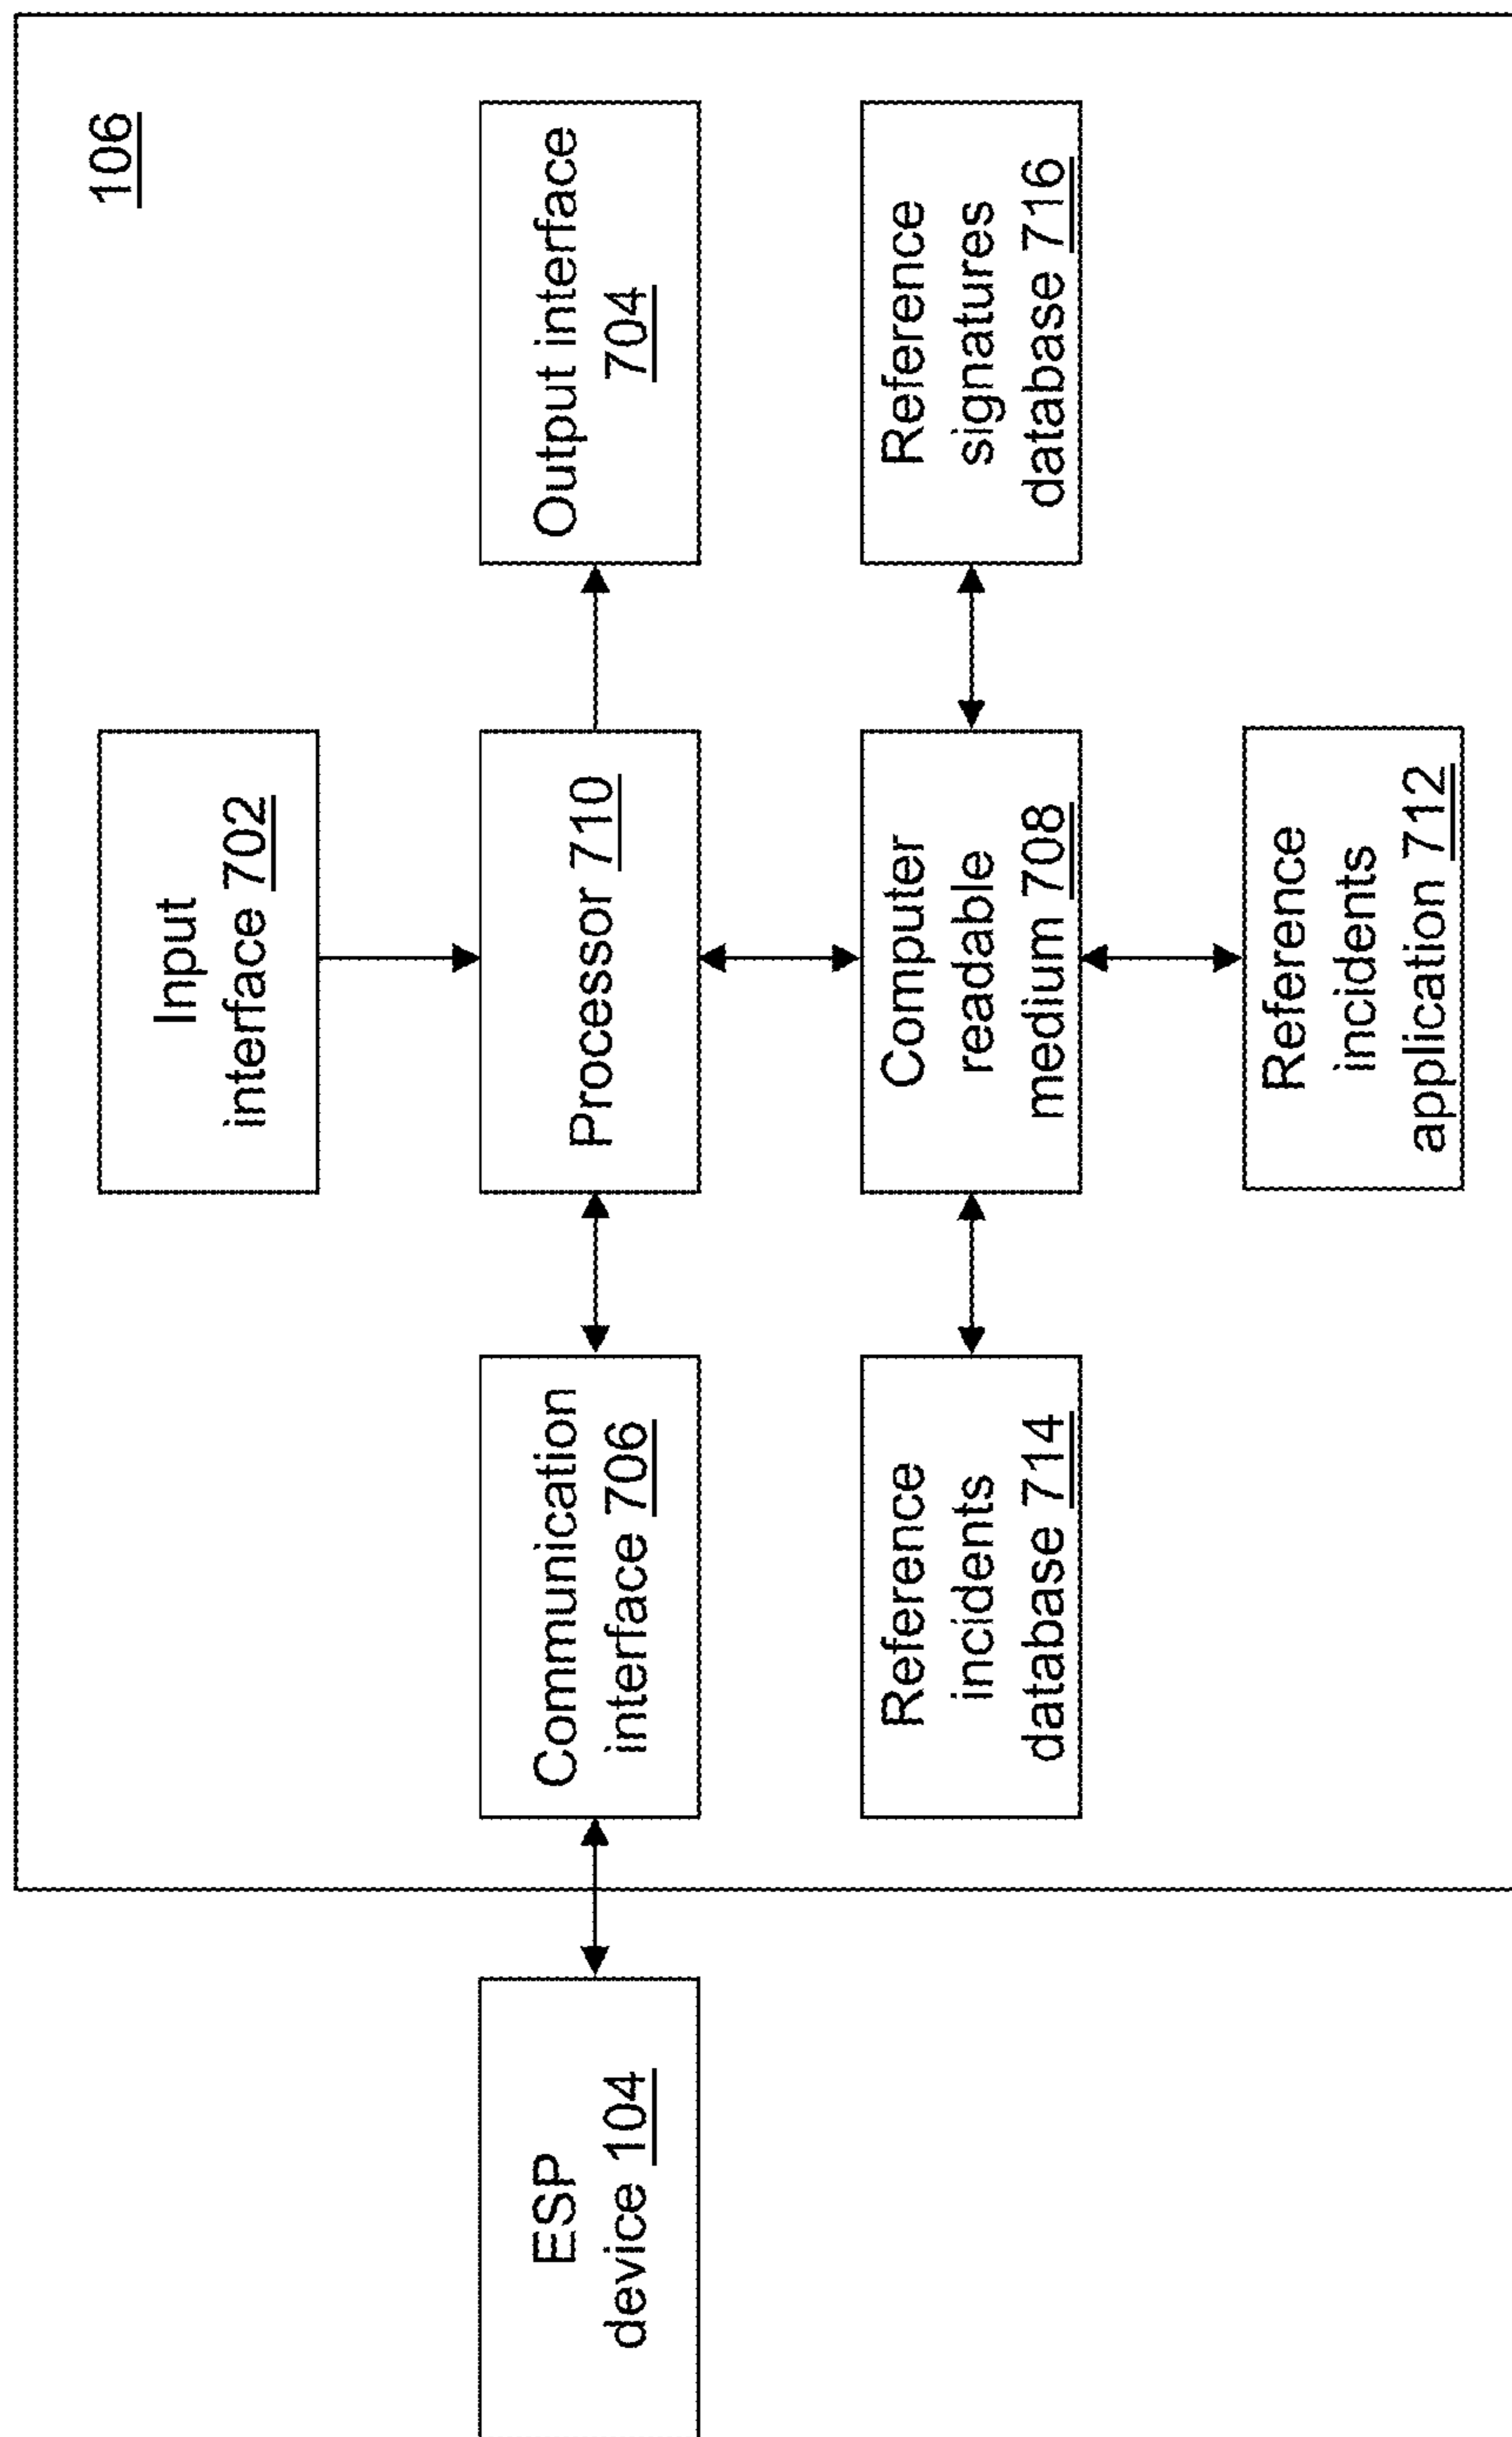 106
Input
interface 702
ESP
device 104
Communication
interface 706
Processor 710
Output interface
704
Reference
incidents
database 714
Computer
readable
medium 708
Reference
signatures
database 716
Reference
incidents
application 712